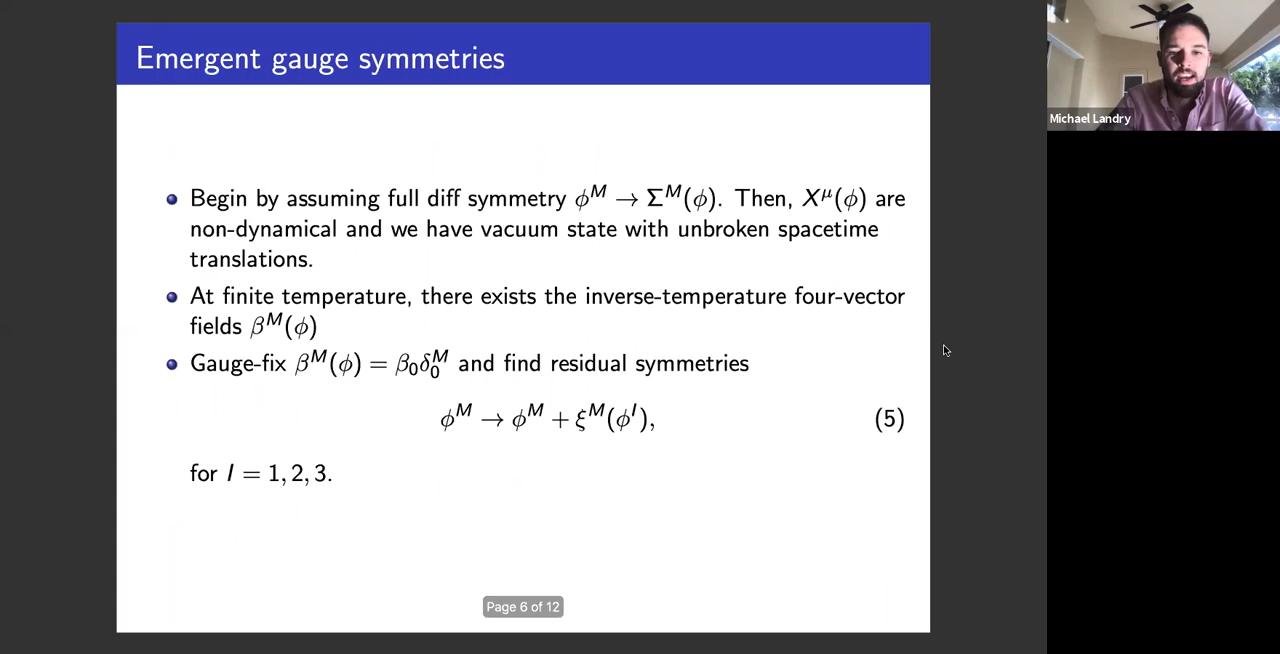 Emergent gauge symmetries
Michael Landry
Begin by assuming full diff symmetry ϕ^M → Σ^M(ϕ). Then, X^μ(ϕ) are
non-dynamical and we have vacuum state with unbroken spacetime
translations.
At finite temperature, there exists the inverse-temperature four-vector
fields β^M(ϕ)
Gauge-fix β^M(ϕ) = β₀δ₀^M and find residual symmetries
ϕ^M → ϕ^M + ξ^M(ϕ^I), (5)
for I = 1, 2, 3.
Page 6 of 12